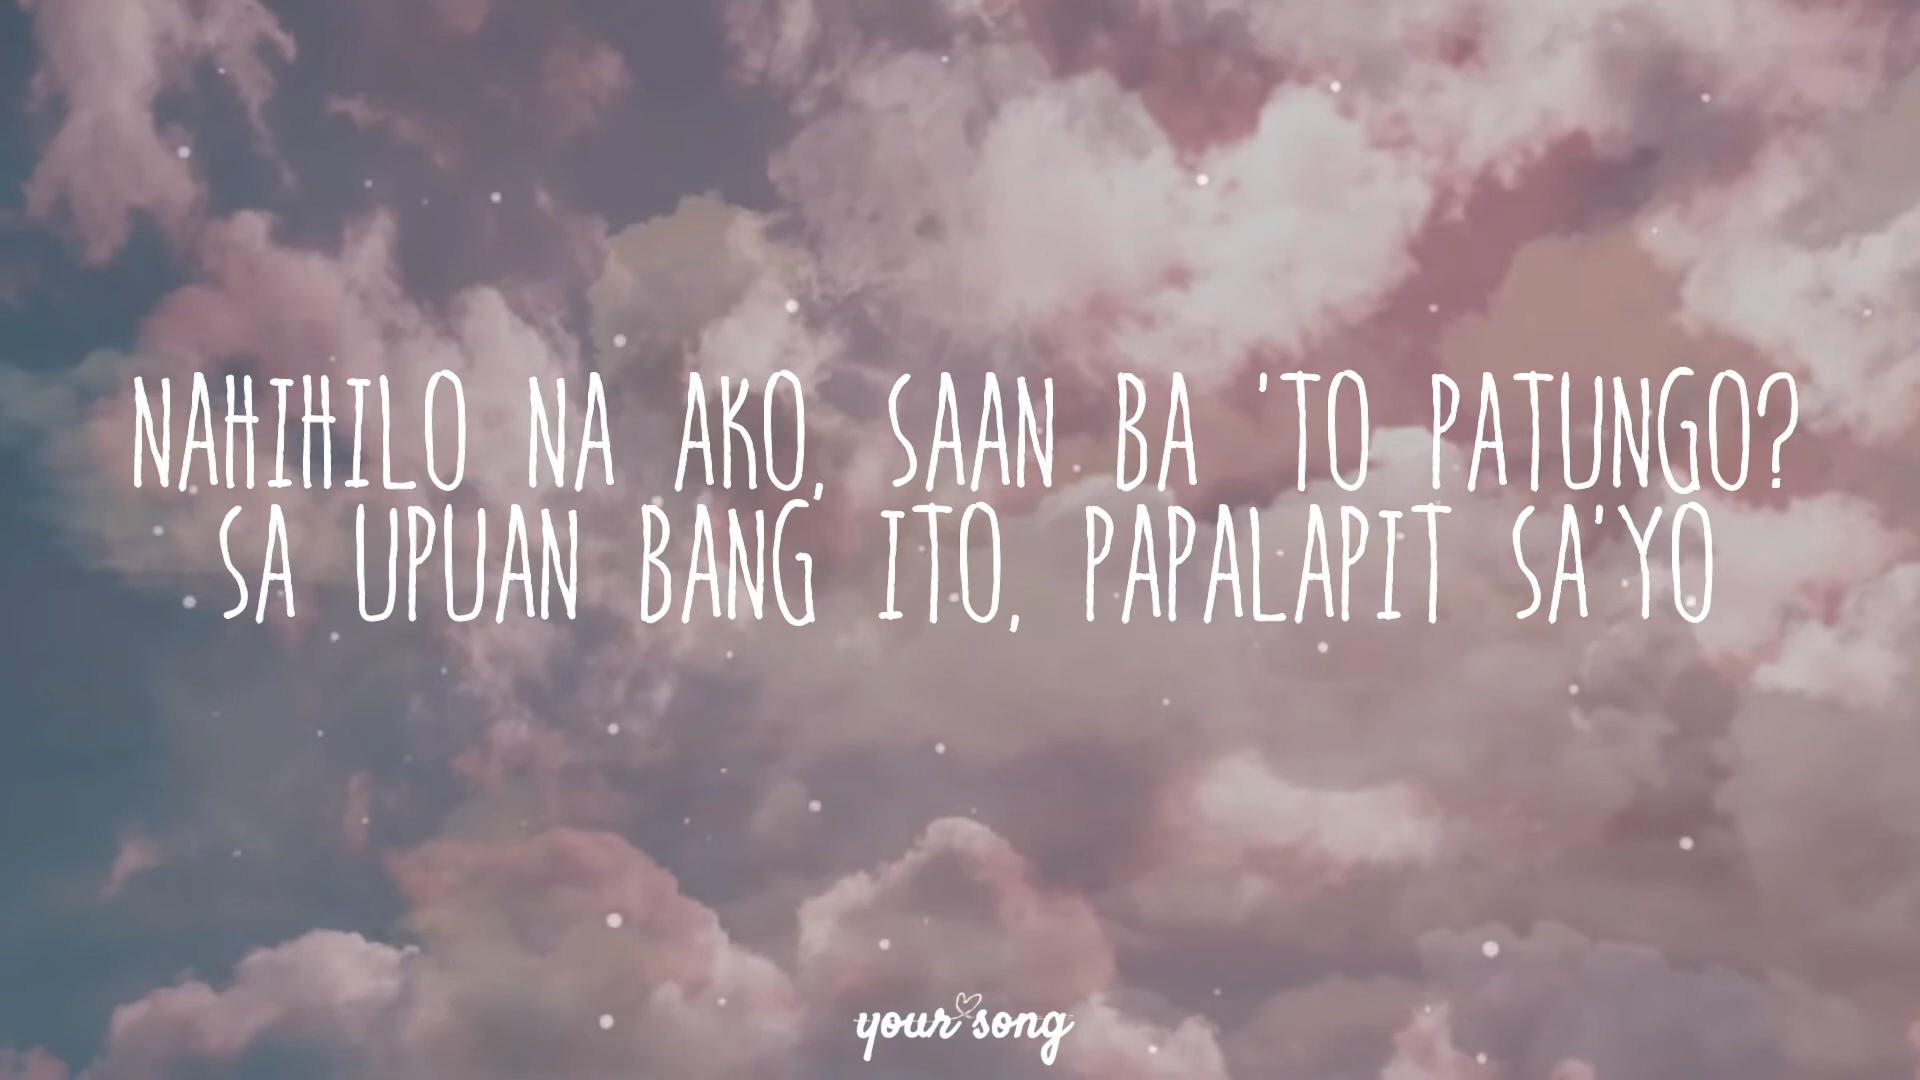 NAHIHILO NA AKO, SAAN BA 'TO PATUNGO?
SA UPUAN BANG ITO, PAPALAPIT SA'YO
your song